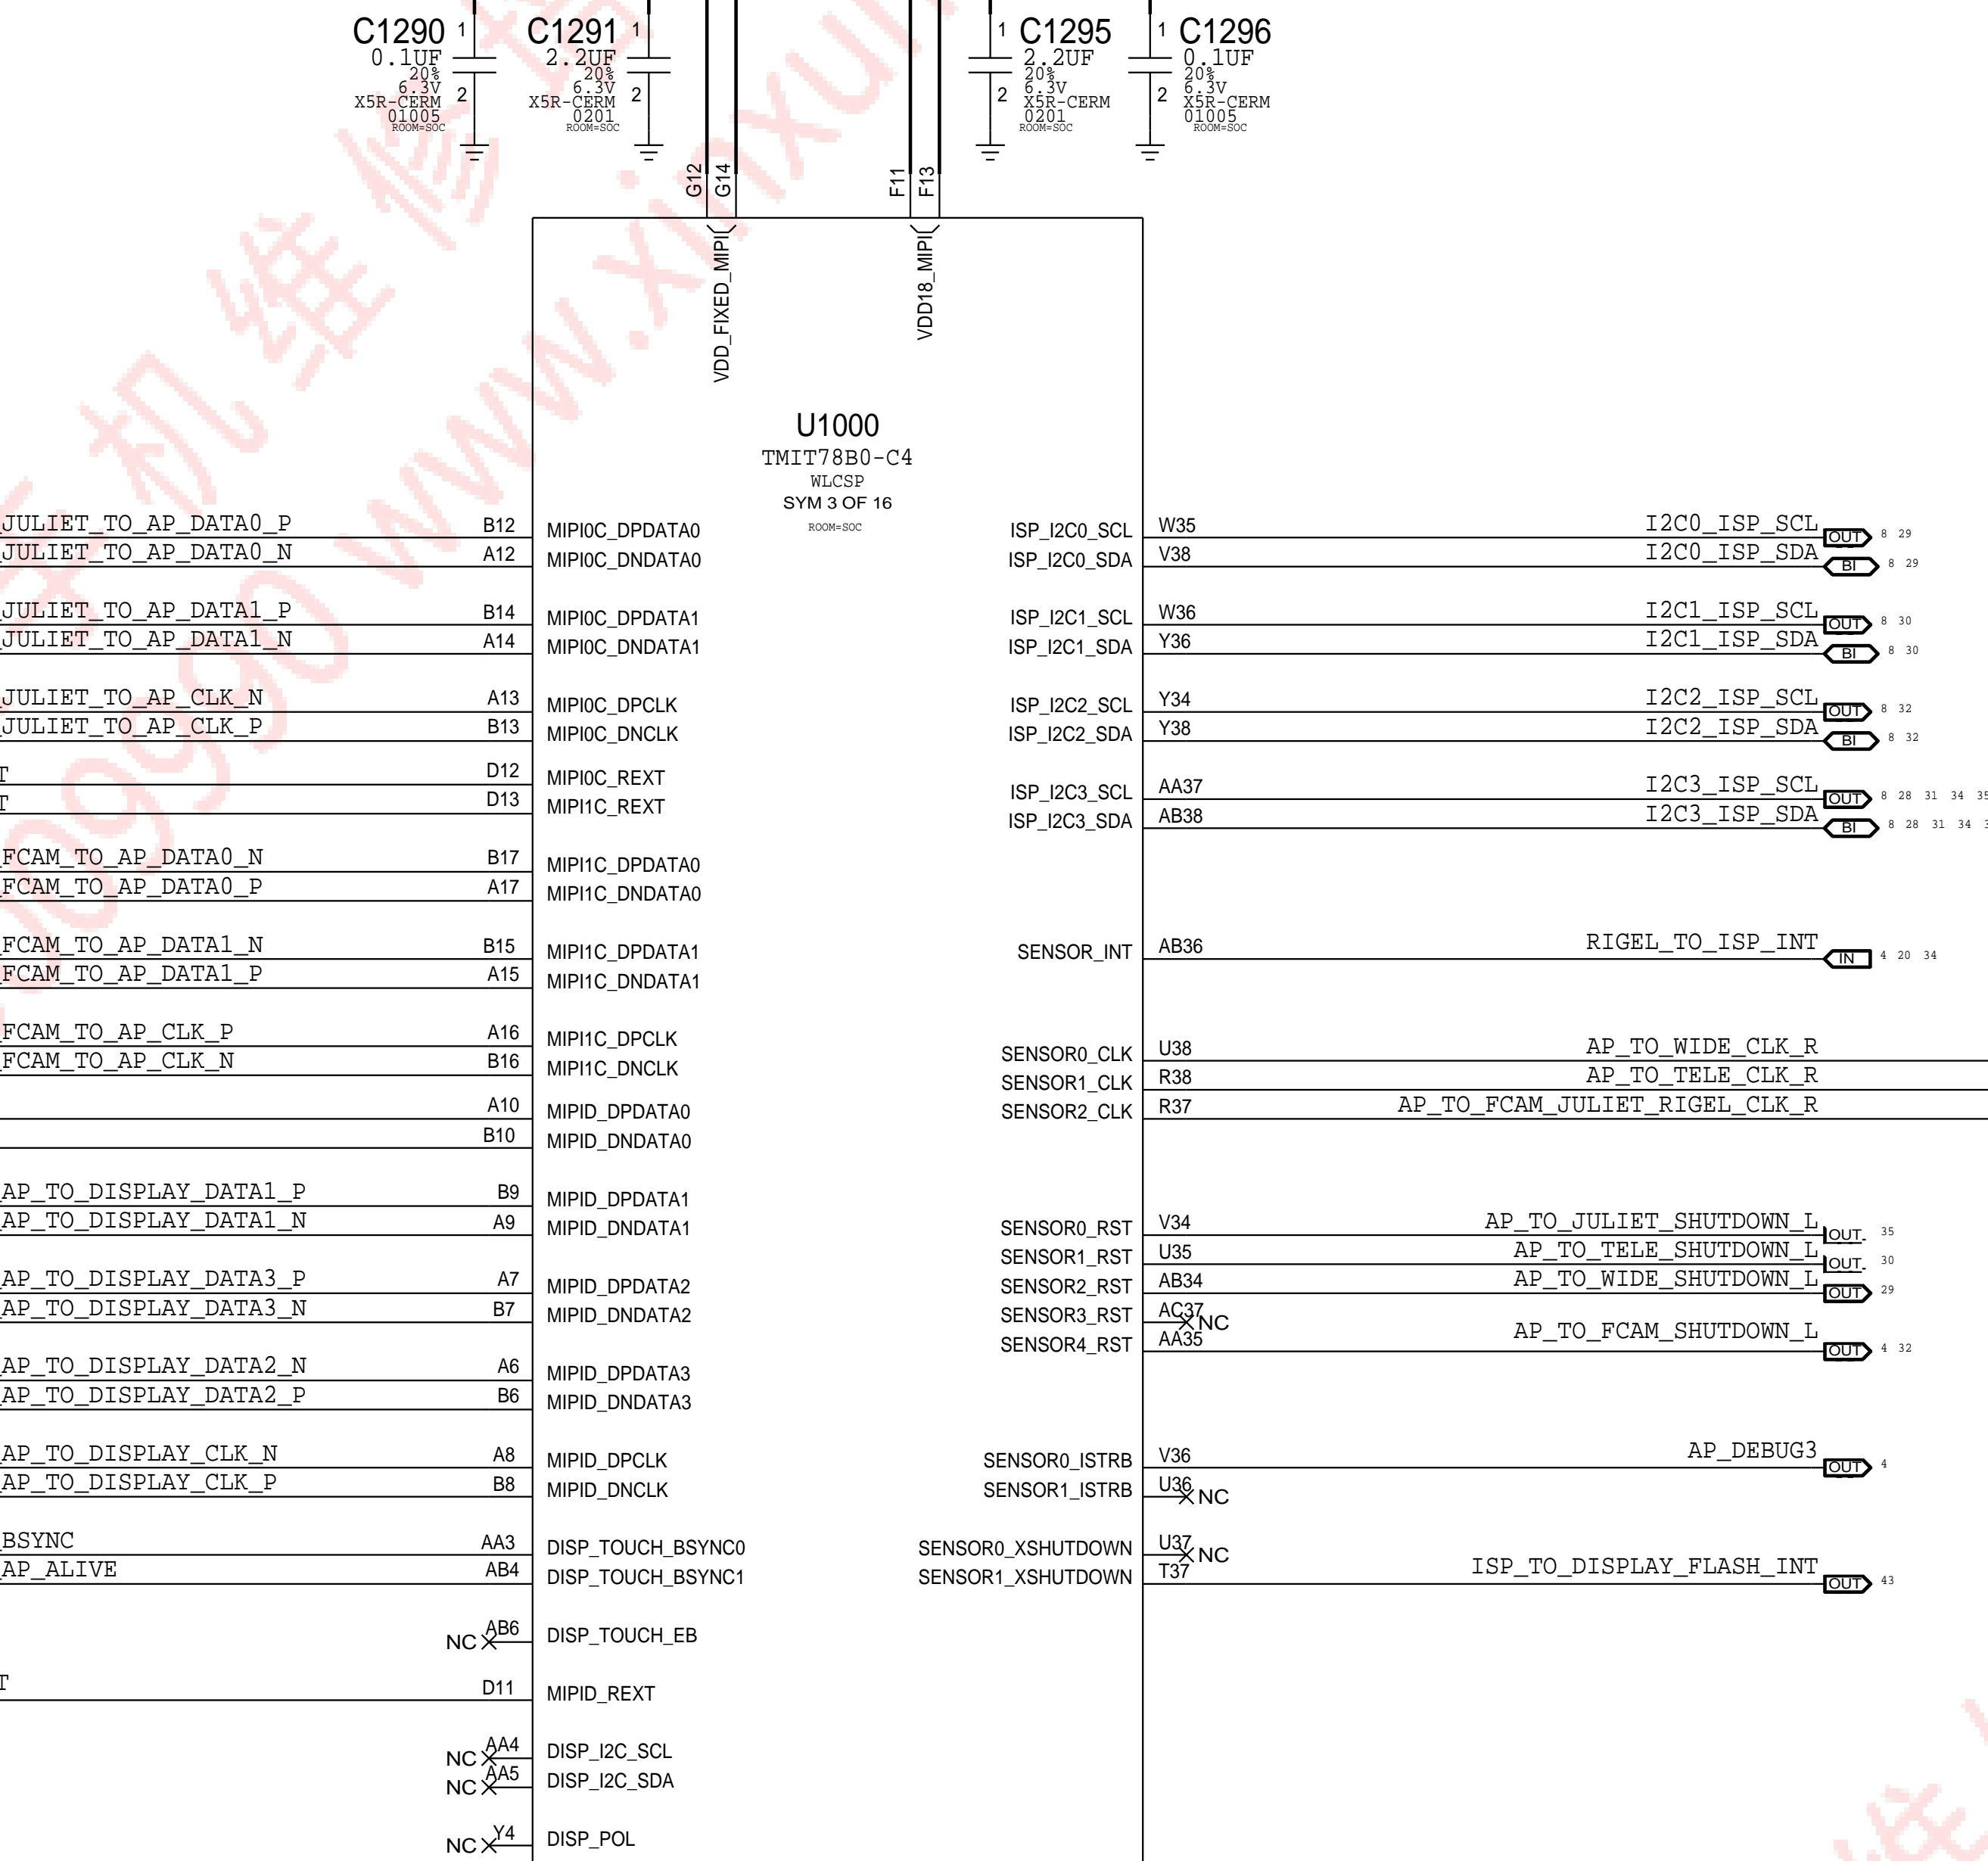 C1290 1
0.1UF
20%
6.3V
X5R-CERM
01005
ROOM=SOC
2
C1291 1
2.2UF
20%
6.3V
X5R-CERM
0201
ROOM=SOC
2
1 C1295
2.2UF
20%
6.3V
2 X5R-CERM
0201
ROOM=SOC
1 C1296
0.1UF
20%
6.3V
2 X5R-CERM
01005
ROOM=SOC
G12 G14 F11 F13
VDD_FIXED_MIPI VDD18_MIPI
U1000
TMIT78B0-C4
WLCSP
SYM 3 OF 16
ROOM=SOC
JULIET_TO_AP_DATA0_P B12 MIPI0C_DPDATA0
JULIET_TO_AP_DATA0_N A12 MIPI0C_DNDATA0
JULIET_TO_AP_DATA1_P B14 MIPI0C_DPDATA1
JULIET_TO_AP_DATA1_N A14 MIPI0C_DNDATA1
JULIET_TO_AP_CLK_N A13 MIPI0C_DPCLK
JULIET_TO_AP_CLK_P B13 MIPI0C_DNCLK
T D12 MIPI0C_REXT
T D13 MIPI1C_REXT
FCAM_TO_AP_DATA0_N B17 MIPI1C_DPDATA0
FCAM_TO_AP_DATA0_P A17 MIPI1C_DNDATA0
FCAM_TO_AP_DATA1_N B15 MIPI1C_DPDATA1
FCAM_TO_AP_DATA1_P A15 MIPI1C_DNDATA1
FCAM_TO_AP_CLK_P A16 MIPI1C_DPCLK
FCAM_TO_AP_CLK_N B16 MIPI1C_DNCLK
A10 MIPID_DPDATA0
B10 MIPID_DNDATA0
AP_TO_DISPLAY_DATA1_P B9 MIPID_DPDATA1
AP_TO_DISPLAY_DATA1_N A9 MIPID_DNDATA1
AP_TO_DISPLAY_DATA3_P A7 MIPID_DPDATA2
AP_TO_DISPLAY_DATA3_N B7 MIPID_DNDATA2
AP_TO_DISPLAY_DATA2_N A6 MIPID_DPDATA3
AP_TO_DISPLAY_DATA2_P B6 MIPID_DNDATA3
AP_TO_DISPLAY_CLK_N A8 MIPID_DPCLK
AP_TO_DISPLAY_CLK_P B8 MIPID_DNCLK
BSYNC AA3 DISP_TOUCH_BSYNC0
AP_ALIVE AB4 DISP_TOUCH_BSYNC1
NC AB6 DISP_TOUCH_EB
T D11 MIPID_REXT
NC AA4 DISP_I2C_SCL
NC AA5 DISP_I2C_SDA
NC Y4 DISP_POL
ISP_I2C0_SCL W35 I2C0_ISP_SCL OUT 8 29
ISP_I2C0_SDA V38 I2C0_ISP_SDA BI 8 29
ISP_I2C1_SCL W36 I2C1_ISP_SCL OUT 8 30
ISP_I2C1_SDA Y36 I2C1_ISP_SDA BI 8 30
ISP_I2C2_SCL Y34 I2C2_ISP_SCL OUT 8 32
ISP_I2C2_SDA Y38 I2C2_ISP_SDA BI 8 32
ISP_I2C3_SCL AA37 I2C3_ISP_SCL OUT 8 28 31 34 35
ISP_I2C3_SDA AB38 I2C3_ISP_SDA BI 8 28 31 34 3
SENSOR_INT AB36 RIGEL_TO_ISP_INT IN 4 20 34
SENSOR0_CLK U38 AP_TO_WIDE_CLK_R
SENSOR1_CLK R38 AP_TO_TELE_CLK_R
SENSOR2_CLK R37 AP_TO_FCAM_JULIET_RIGEL_CLK_R
SENSOR0_RST V34 AP_TO_JULIET_SHUTDOWN_L OUT 35
SENSOR1_RST U35 AP_TO_TELE_SHUTDOWN_L OUT 30
SENSOR2_RST AB34 AP_TO_WIDE_SHUTDOWN_L OUT 29
SENSOR3_RST AC37 NC
SENSOR4_RST AA35 AP_TO_FCAM_SHUTDOWN_L OUT 4 32
SENSOR0_ISTRB V36 AP_DEBUG3 OUT 4
SENSOR1_ISTRB U36 NC
SENSOR0_XSHUTDOWN U37 NC
SENSOR1_XSHUTDOWN T37 ISP_TO_DISPLAY_FLASH_INT OUT 43
机维修
0990 www.xinxun